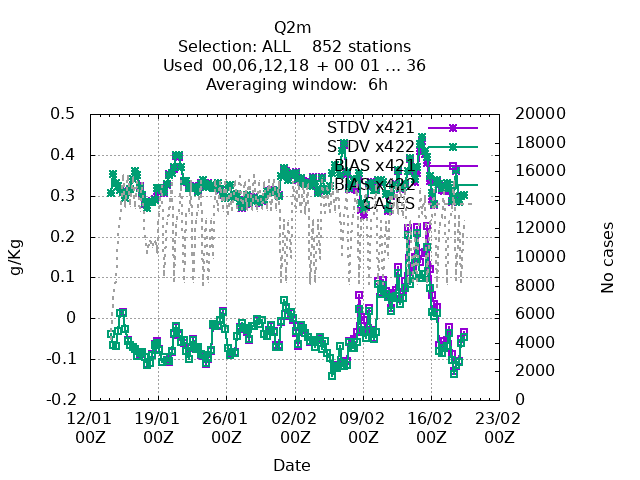 Q2m
Selection: ALL    852 stations
Used  00,06,12,18  + 00 01 ... 36
Averaging window:  6h
0.5
0.4
0.3
0.2
0.1
0
-0.1
-0.2
g/Kg
20000
18000
16000
14000
12000
10000
8000
6000
4000
2000
0
No cases
STDV x421
STDV x422
BIAS x421
BIAS x422
CASES
12/01 19/01 26/01 02/02 09/02 16/02 23/02
00Z 00Z 00Z 00Z 00Z 00Z 00Z
Date